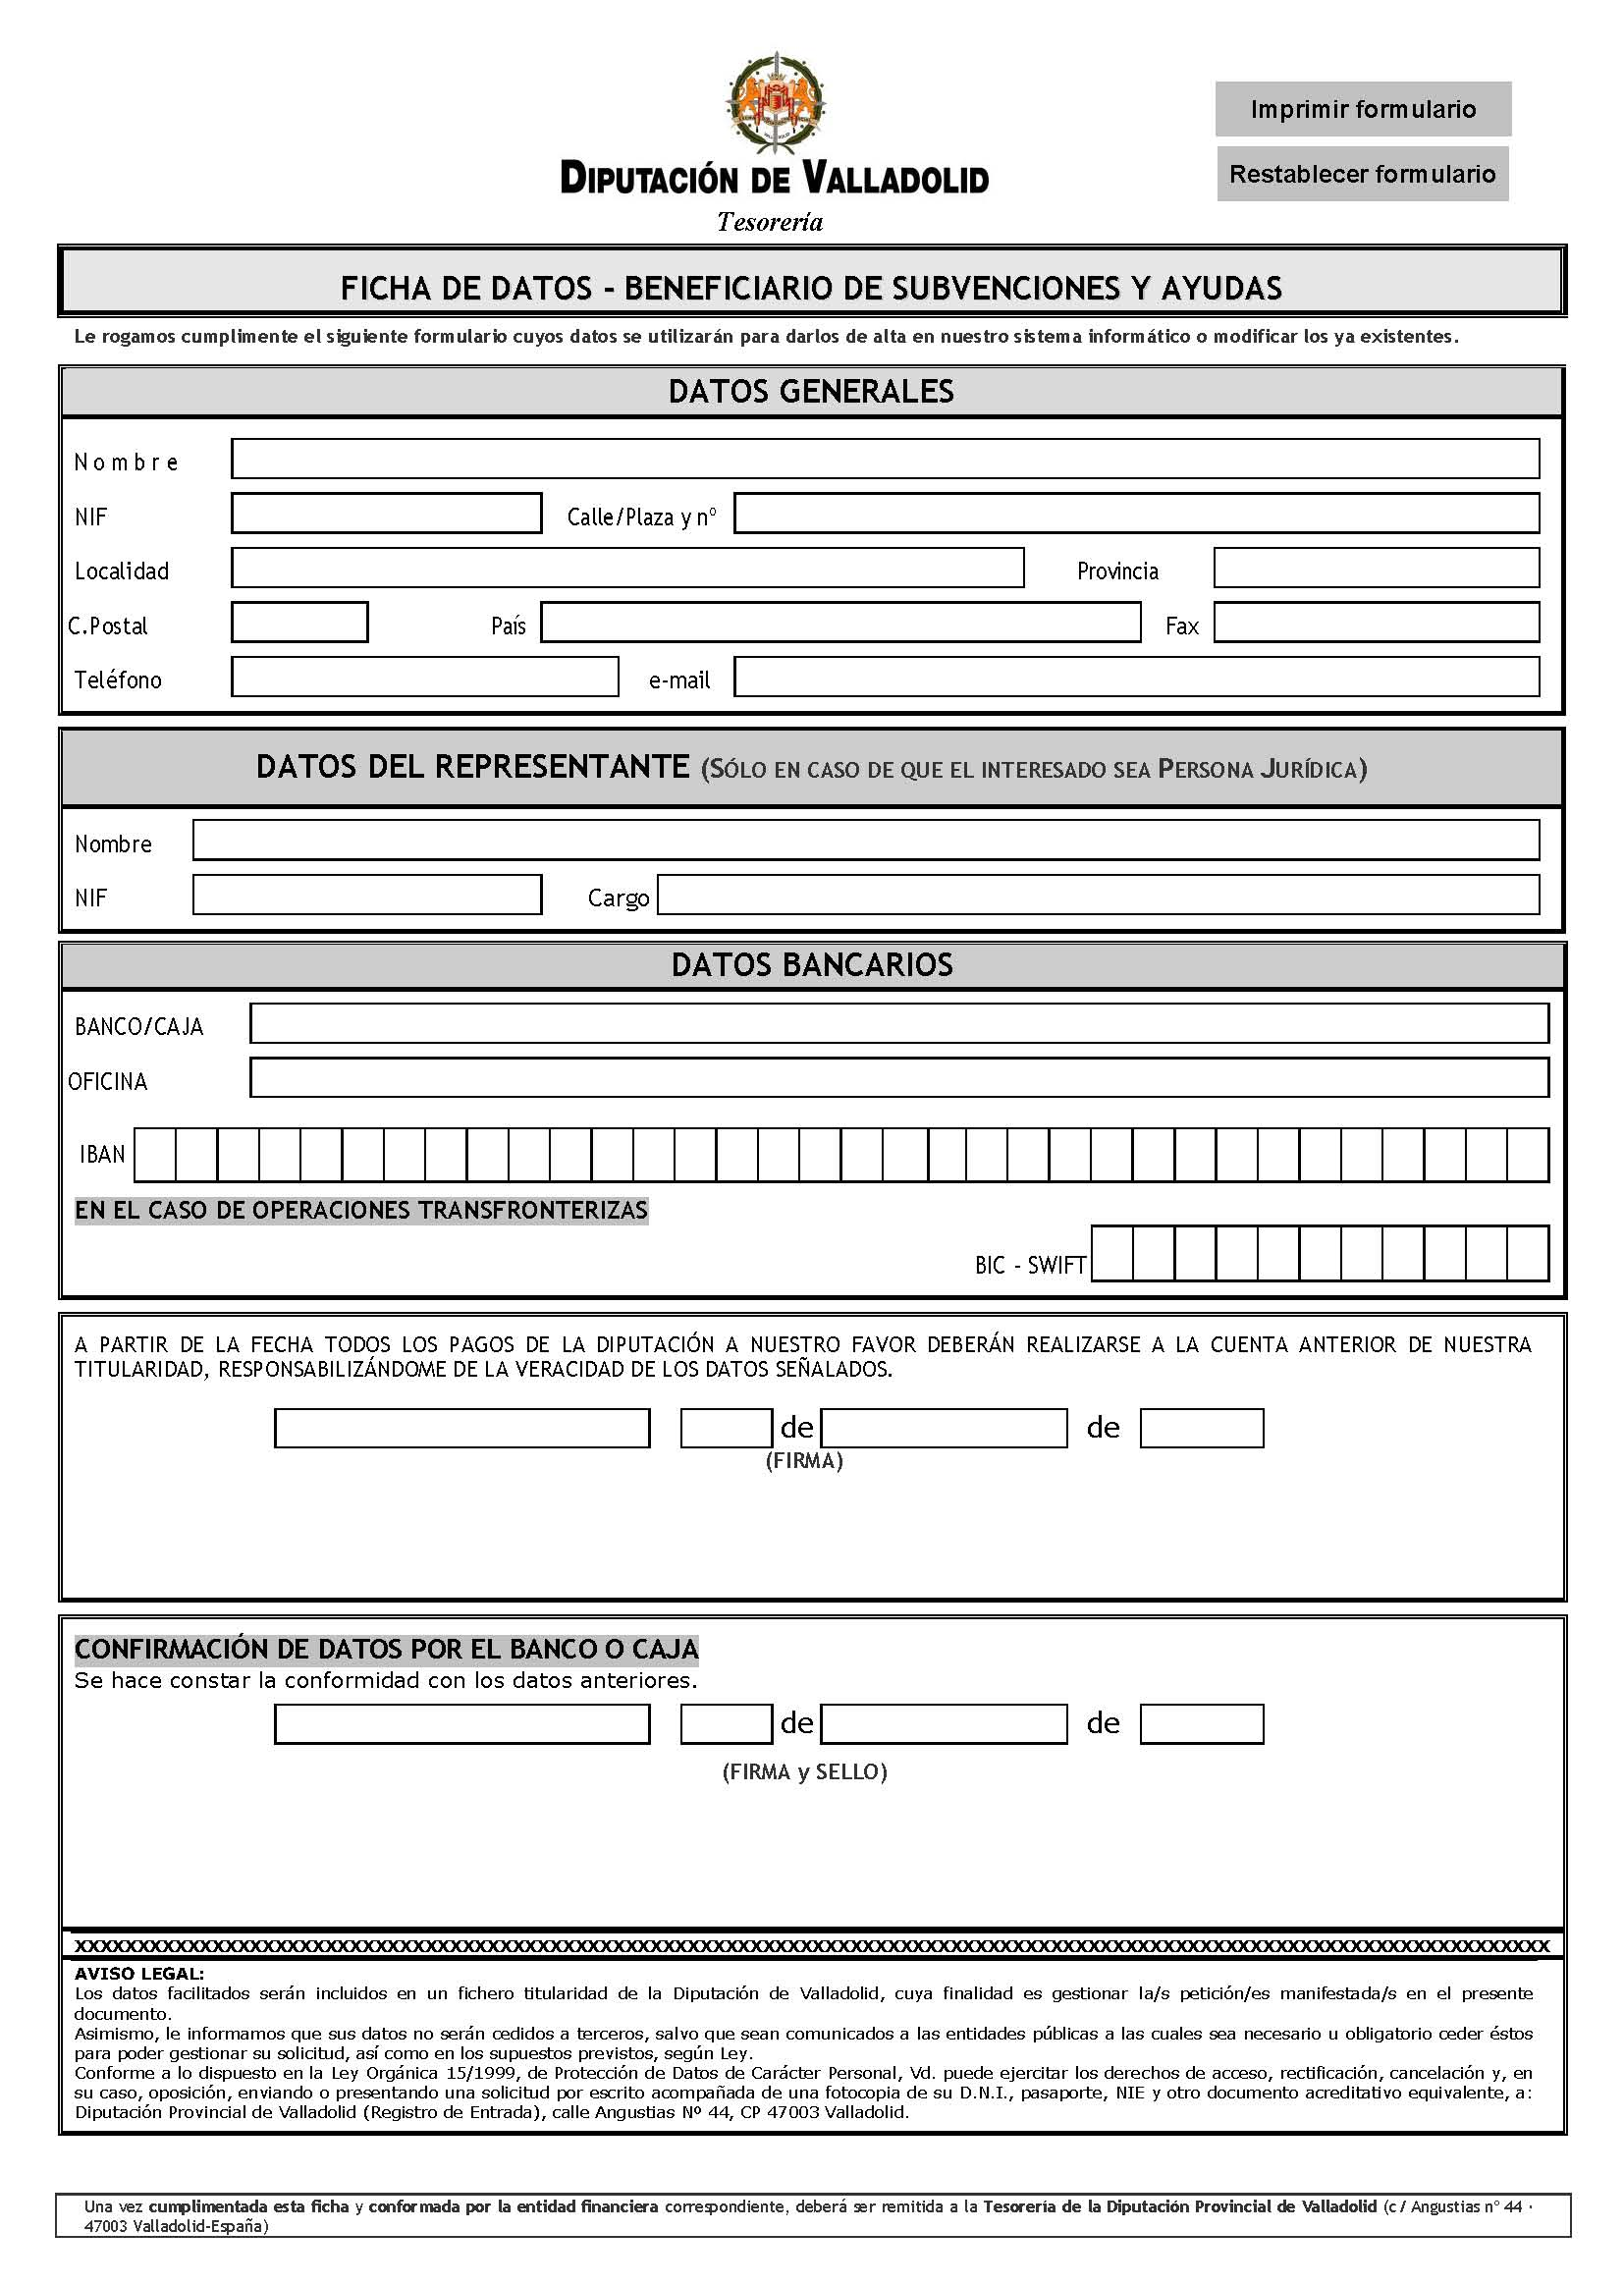 Imprimir formulario
Restablecer formulario
DIPUTACIÓN DE VALLADOLID
Tesorería
FICHA DE DATOS - BENEFICIARIO DE SUBVENCIONES Y AYUDAS
Le rogamos cumplimente el siguiente formulario cuyos datos se utilizarán para darlos de alta en nuestro sistema informático o modificar los ya existentes.
DATOS GENERALES
Nombre
NIF Calle/Plaza y nº
Localidad Provincia
C.Postal País Fax
Teléfono e-mail
DATOS DEL REPRESENTANTE (SÓLO EN CASO DE QUE EL INTERESADO SEA PERSONA JURÍDICA)
Nombre
NIF Cargo
DATOS BANCARIOS
BANCO/CAJA
OFICINA
IBAN
EN EL CASO DE OPERACIONES TRANSFRONTERIZAS
BIC - SWIFT
A PARTIR DE LA FECHA TODOS LOS PAGOS DE LA DIPUTACIÓN A NUESTRO FAVOR DEBERÁN REALIZARSE A LA CUENTA ANTERIOR DE NUESTRA
TITULARIDAD, RESPONSABILIZÁNDOME DE LA VERACIDAD DE LOS DATOS SEÑALADOS.
de de
(FIRMA)
CONFIRMACIÓN DE DATOS POR EL BANCO O CAJA
Se hace constar la conformidad con los datos anteriores.
de de
(FIRMA y SELLO)
XXXXXXXXXXXXXXXXXXXXXXXXXXXXXXXXXXXXXXXXXXXXXXXXXXXXXXXXXXXXXXXXXXXXXXXXXXXXXXXXXXXXXXXXXXXXXXXXXXXXXXXXXXXXXXXXXXXXXX
AVISO LEGAL:
Los datos facilitados serán incluidos en un fichero titularidad de la Diputación de Valladolid, cuya finalidad es gestionar la/s petición/es manifestada/s en el presente
documento.
Asimismo, le informamos que sus datos no serán cedidos a terceros, salvo que sean comunicados a las entidades públicas a las cuales sea necesario u obligatorio ceder éstos
para poder gestionar su solicitud, así como en los supuestos previstos, según Ley.
Conforme a lo dispuesto en la Ley Orgánica 15/1999, de Protección de Datos de Carácter Personal, Vd. puede ejercitar los derechos de acceso, rectificación, cancelación y, en
su caso, oposición, enviando o presentando una solicitud por escrito acompañada de una fotocopia de su D.N.I., pasaporte, NIE y otro documento acreditativo equivalente, a:
Diputación Provincial de Valladolid (Registro de Entrada), calle Angustias Nº 44, CP 47003 Valladolid.
Una vez cumplimentada esta ficha y conformada por la entidad financiera correspondiente, deberá ser remitida a la Tesorería de la Diputación Provincial de Valladolid (c/ Angustias nº 44 ·
47003 Valladolid-España)